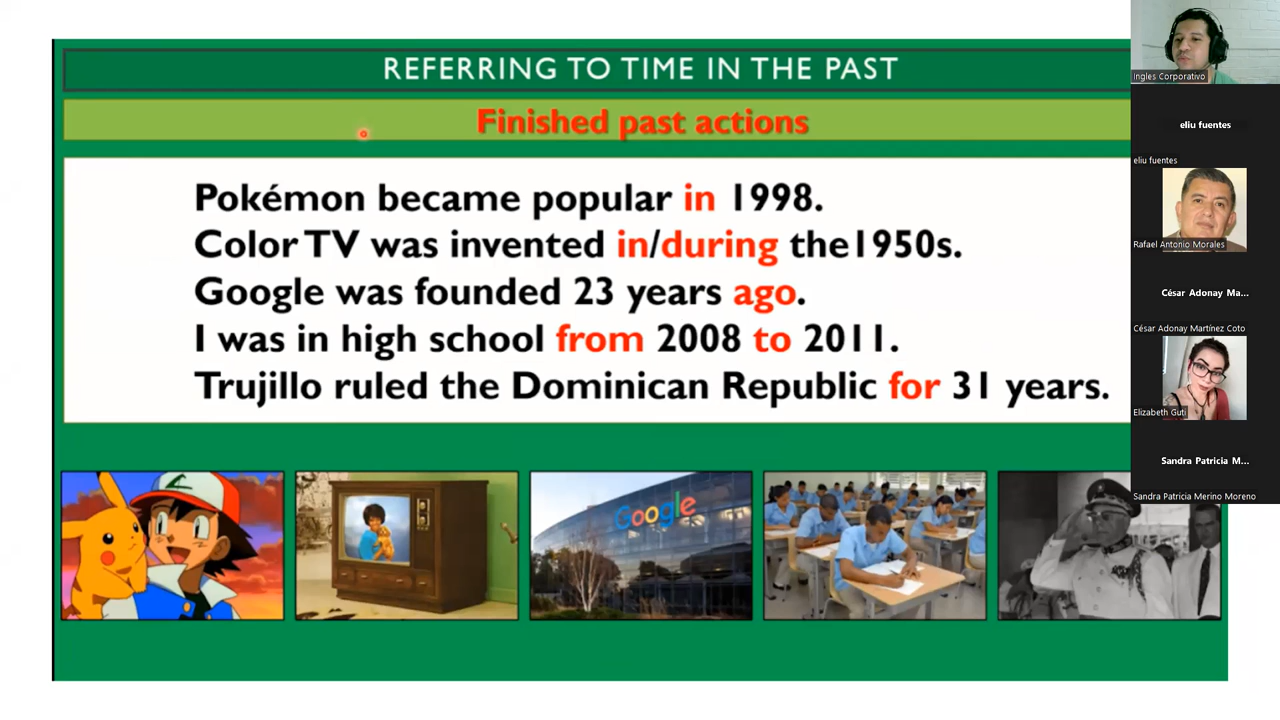 REFERRING TO TIME IN THE PAST
Finished past actions
Pokémon became popular in 1998.
Color TV was invented in/during the1950s.
Google was founded 23 years ago.
I was in high school from 2008 to 2011.
Trujillo ruled the Dominican Republic for 31 years.
Google
Ingles Corporativo
eliu fuentes
eliu fuentes
Rafael Antonio Morales
César Adonay Ma...
César Adonay Martínez Coto
Elizabeth Guti
Sandra Patricia M...
Sandra Patricia Merino Moreno